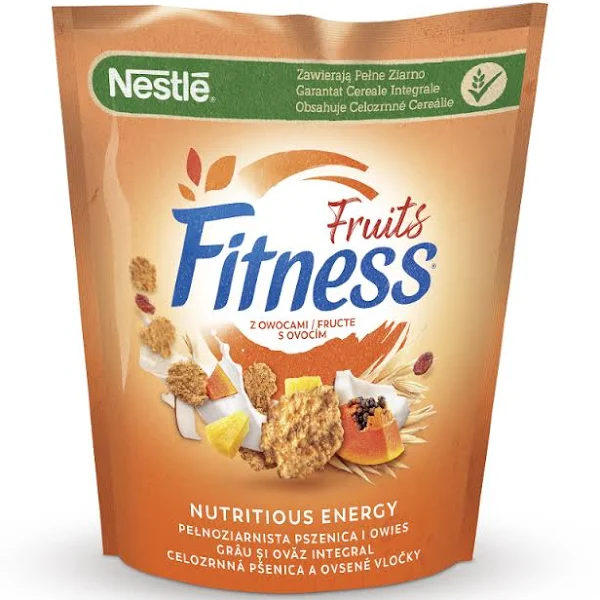 Nestlé®
Zawierają Pełne Ziarno
Garantat Cereale Integrale
Obsahuje Celozrnné Cereálie
Fruits
Fitness®
Z OWOCAMI / FRUCTE
S OVOCÍM
NUTRITIOUS ENERGY
PEŁNOZIARNISTA PSZENICA I OWIES
GRÂU ȘI OVĂZ INTEGRAL
CELOZRNNÁ PŠENICA A OVSENÉ VLOČKY